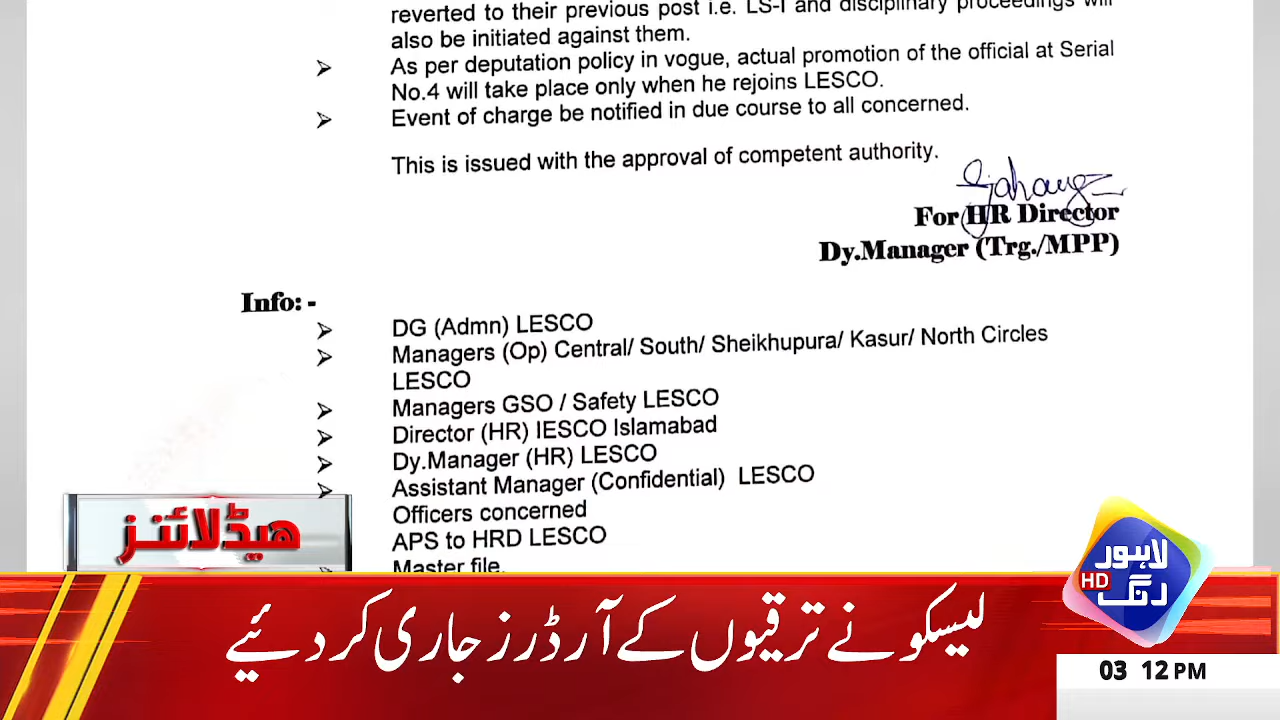 reverted to their previous post i.e. LS-I and disciplinary proceedings will
also be initiated against them.
As per deputation policy in vogue, actual promotion of the official at Serial
No.4 will take place only when he rejoins LESCO.
Event of charge be notified in due course to all concerned.
This is issued with the approval of competent authority.
For HR Director
Dy.Manager (Trg./MPP)
Info: -
DG (Admn) LESCO
Managers (Op) Central/ South/ Sheikhupura/ Kasur/ North Circles
LESCO
Managers GSO / Safety LESCO
Director (HR) IESCO Islamabad
Dy.Manager (HR) LESCO
Assistant Manager (Confidential) LESCO
Officers concerned
APS to HRD LESCO
Master file.
ہیڈلائنز
لاہور
رنگ
HD
لیسکو نے ترقیوں کے آرڈرز جاری کر دئیے
03 12 PM